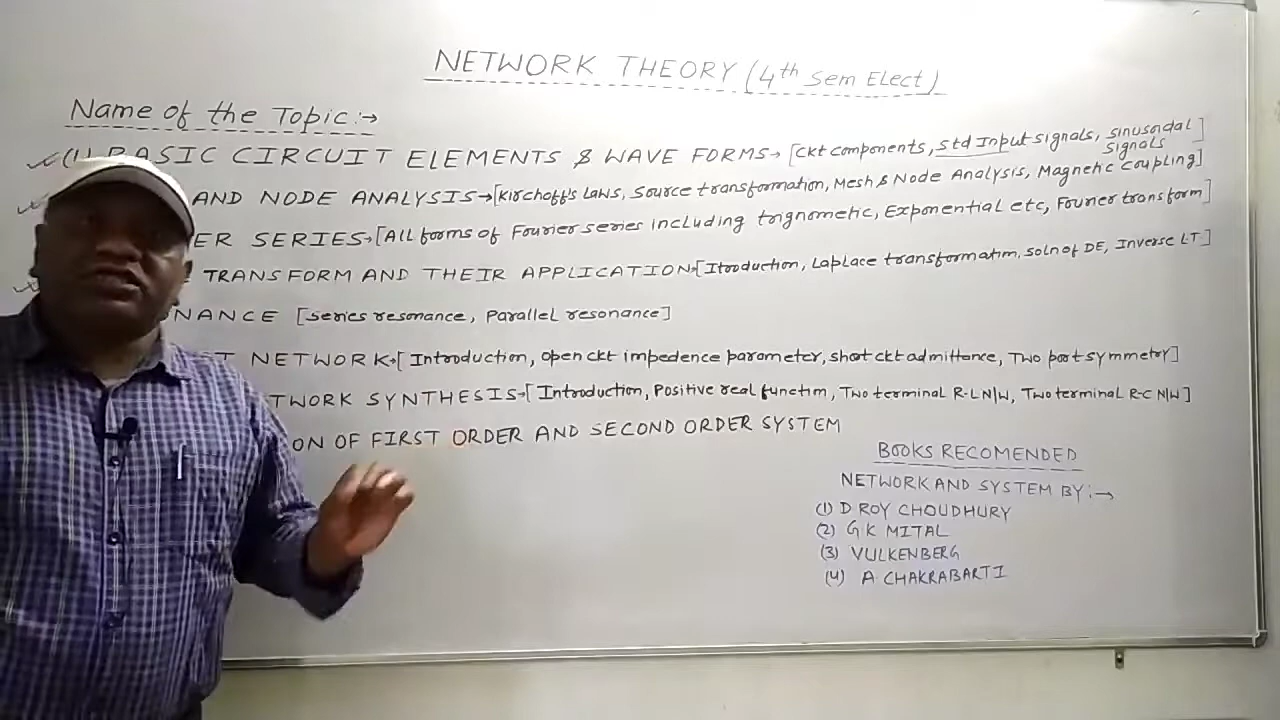 NETWORK THEORY (4th Sem Elect)
Name of the Topic:→
(1) BASIC CIRCUIT ELEMENTS & WAVE FORMS→ [Ckt components, std Input signals, sinusodal signals]
AND NODE ANALYSIS→[Kirchoff's Laws, Source transformation, Mesh & Node Analysis, Magnetic coupling]
ER SERIES→[All forms of Fourier series including trignometic, Exponential etc, Fourier transform]
TRANSFORM AND THEIR APPLICATION→[Itroduction, Laplace transformation, soln of DE, Inverse LT]
NANCE [series resonance, parallel resonance]
T NETWORK→[Introduction, open ckt impedence parameter, short ckt admittance, Two port symmetry]
TWORK SYNTHESIS→[Introduction, Positive real function, Two terminal R-L N/W, Two terminal R-C N/W]
ON OF FIRST ORDER AND SECOND ORDER SYSTEM
BOOKS RECOMENDED
NETWORK AND SYSTEM BY:→
(1) D ROY CHOUDHURY
(2) G K MITAL
(3) VULKENBERG
(4) A CHAKRABARTI